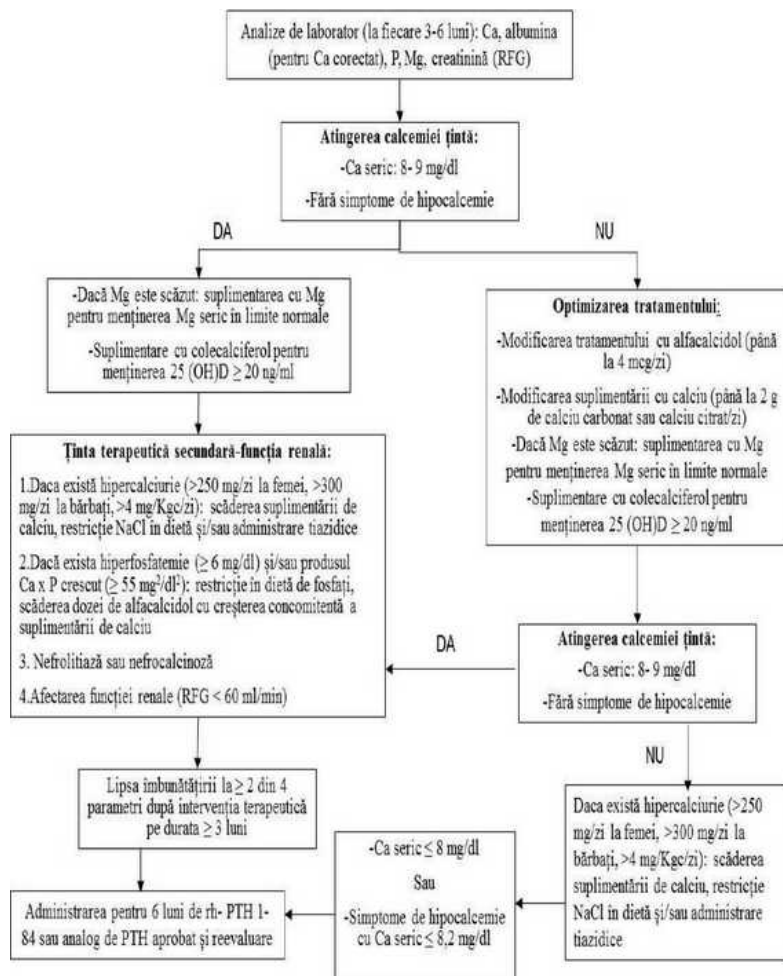 Analize de laborator (la fiecare 3-6 luni): Ca, albumina
(pentru Ca corectat), P, Mg, creatinină (RFG)
Atingerea calcemiei țintă:
-Ca seric: 8- 9 mg/dl
-Fără simptome de hipocalcemie
DA
NU
-Dacă Mg este scăzut: suplimentarea cu Mg
pentru menținerea Mg seric în limite normale
-Suplimentare cu colecalciferol pentru
menținerea 25 (OH)D ≥ 20 ng/ml
Optimizarea tratamentului:
-Modificarea tratamentului cu alfacalcidol (până
la 4 mcg/zi)
-Modificarea suplimentării cu calciu (până la 2 g
de calciu carbonat sau calciu citrat/zi)
-Dacă Mg este scăzut: suplimentarea cu Mg
pentru menținerea Mg seric în limite normale
-Suplimentare cu colecalciferol pentru
menținerea 25 (OH)D ≥ 20 ng/ml
Ținta terapeutică secundară-funcția renală:
1.Daca există hipercalciurie (>250 mg/zi la femei, >300
mg/zi la bărbați, >4 mg/Kgc/zi): scăderea suplimentării de
calciu, restricție NaCl în dietă și/sau administrare tiazidice
2.Dacă exista hiperfosfatemie (≥ 6 mg/dl) și/sau produsul
Ca x P crescut (≥ 55 mg²/dl²): restricție în dietă de fosfați,
scăderea dozei de alfacalcidol cu creșterea concomitentă a
suplimentării de calciu
3. Nefrolitiază sau nefrocalcinoză
4.Afectarea funcției renale (RFG < 60 ml/min)
DA
Atingerea calcemiei țintă:
-Ca seric: 8- 9 mg/dl
-Fără simptome de hipocalcemie
NU
Lipsa îmbunătățirii la ≥ 2 din 4
parametri după intervenția terapeutică
pe durata ≥ 3 luni
Daca există hipercalciurie (>250
mg/zi la femei, >300 mg/zi la
bărbați, >4 mg/Kgc/zi): scăderea
suplimentării de calciu, restricție
NaCl în dietă și/sau administrare
tiazidice
-Ca seric ≤ 8 mg/dl
Sau
-Simptome de hipocalcemie
cu Ca seric ≤ 8,2 mg/dl
Administrarea pentru 6 luni de rh- PTH 1-
84 sau analog de PTH aprobat și reevaluare